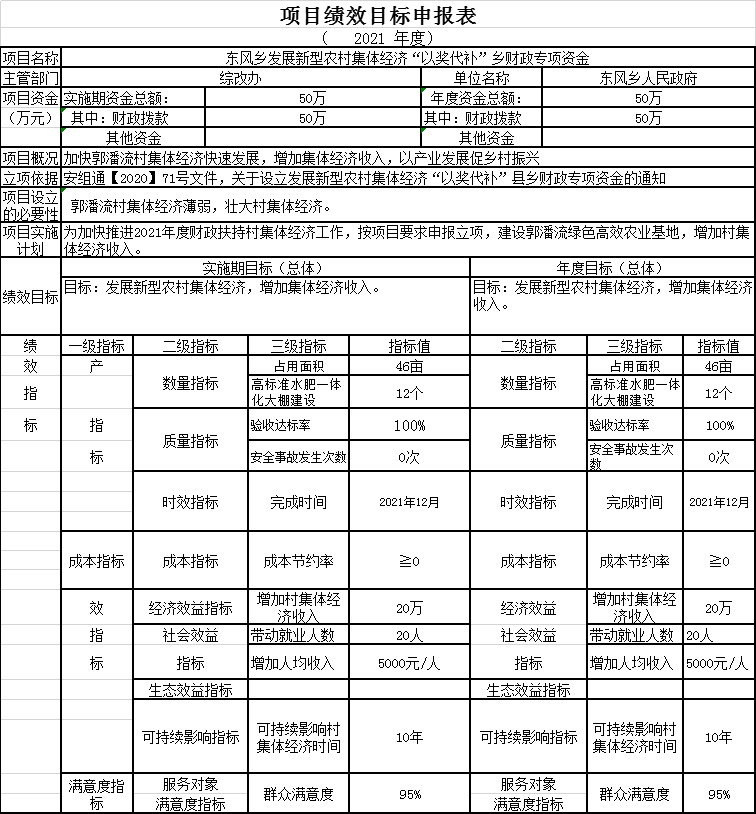 项目绩效目标申报表
( 2021 年度)
项目名称 东风乡发展新型农村集体经济“以奖代补”乡财政专项资金
主管部门 综改办 单位名称 东风乡人民政府
项目资金 实施期资金总额： 50万 年度资金总额： 50万
（万元） 其中：财政拨款 50万 其中：财政拨款 50万
其他资金 其他资金
项目概况 加快郭潘流村集体经济快速发展，增加集体经济收入，以产业发展促乡村振兴
立项依据 安组通【2020】71号文件，关于设立发展新型农村集体经济“以奖代补”县乡财政专项资金的通知
项目设立
的必要性 郭潘流村集体经济薄弱，壮大村集体经济。
项目实施 为加快推进2021年度财政扶持村集体经济工作，按项目要求申报立项，建设郭潘流绿色高效农业基地，增加村集
计划 体经济收入。
实施期目标（总体） 年度目标（总体）
绩效目标 目标：发展新型农村集体经济，增加集体经济收入。 目标：发展新型农村集体经济，增加集体经济
收入。
绩 一级指标 二级指标 三级指标 指标值 二级指标 三级指标 指标值
效 产 数量指标 占用面积 46亩 数量指标 占用面积 46亩
指 高标准水肥一体 12个 高标准水肥一体 12个
化大棚建设 化大棚建设
标 指 质量指标 验收达标率 100% 质量指标 验收达标率 100%
标 安全事故发生次数 0次 安全事故发生次 0次
数
时效指标 完成时间 2021年12月 时效指标 完成时间 2021年12月
成本指标 成本指标 成本节约率 ≧0 成本指标 成本节约率 ≧0
效 经济效益指标 增加村集体经 20万 经济效益 增加村集体经 20万
济收入 济收入
指 社会效益 带动就业人数 20人 社会效益 带动就业人数 20人
标 指标 增加人均收入 5000元/人 指标 增加人均收入 5000元/人
生态效益指标 生态效益指标
可持续影响指标 可持续影响村 10年 可持续影响指标 可持续影响村 10年
集体经济时间 集体经济时间
满意度指 服务对象 群众满意度 95% 服务对象 群众满意度 95%
标 满意度指标 满意度指标